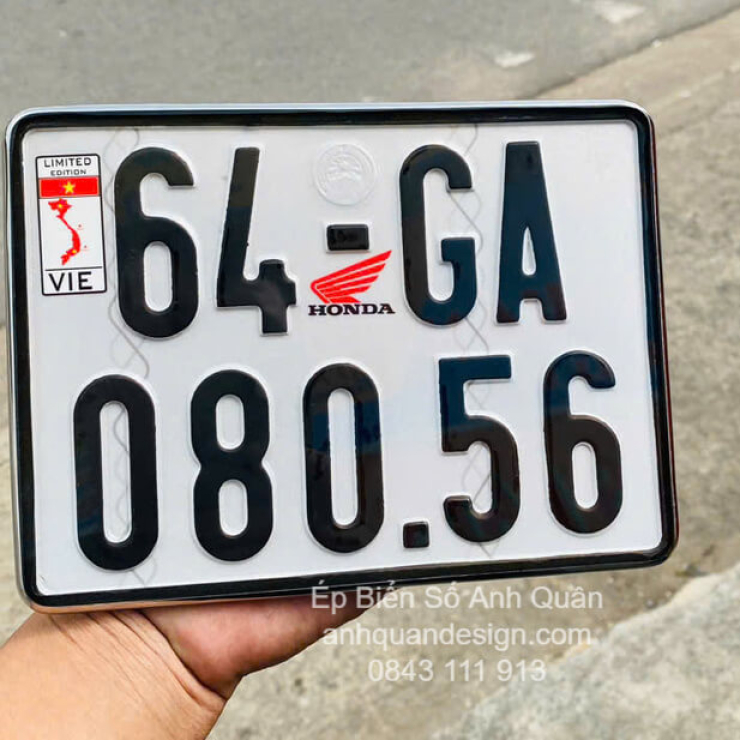 LIMITED
EDITION
VIE
64-GA
HONDA
080.56
Ép Biển Số Anh Quân
anhquandesign.com
0843 111 913